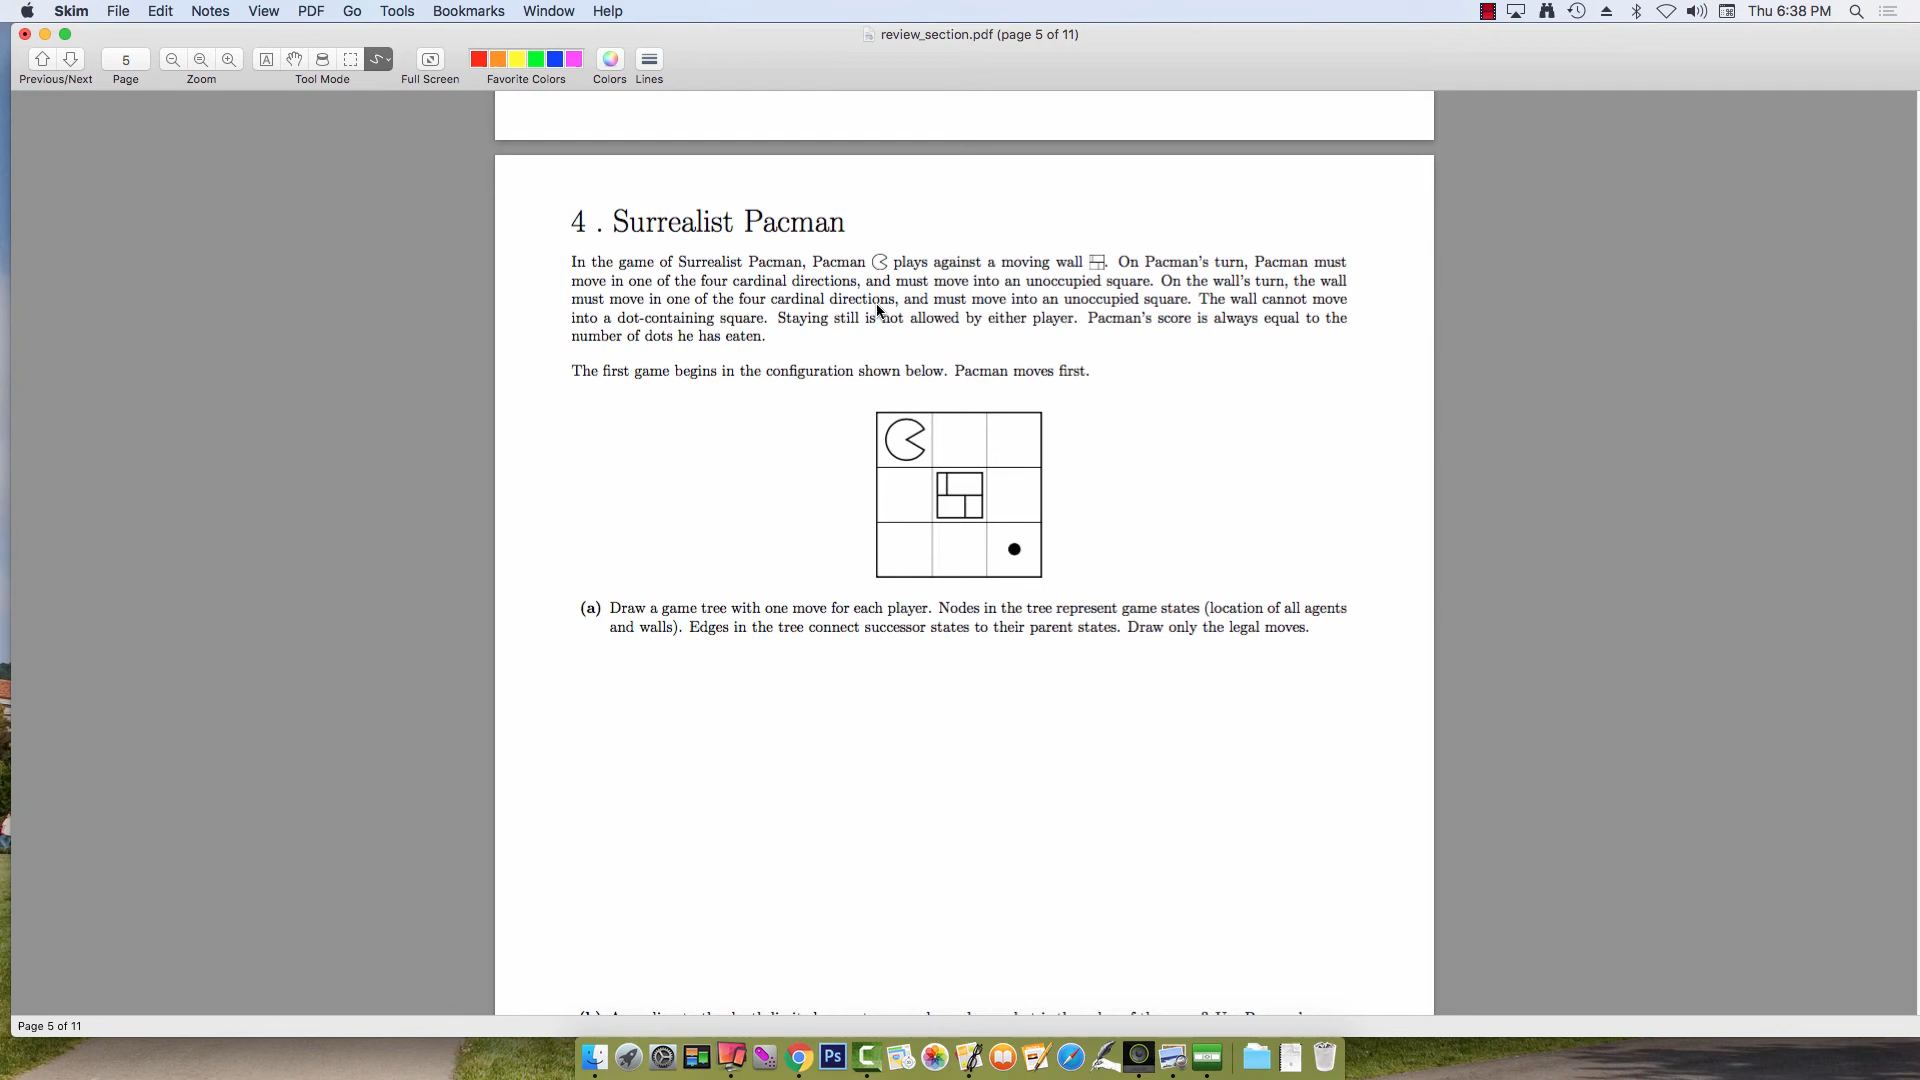 Skim File Edit Notes View PDF Go Tools Bookmarks Window Help Thu 6:38 PM
review_section.pdf (page 5 of 11)
5
Previous/Next Page Zoom Tool Mode Full Screen Favorite Colors Colors Lines
4 . Surrealist Pacman
In the game of Surrealist Pacman, Pacman plays against a moving wall . On Pacman's turn, Pacman must
move in one of the four cardinal directions, and must move into an unoccupied square. On the wall's turn, the wall
must move in one of the four cardinal directions, and must move into an unoccupied square. The wall cannot move
into a dot-containing square. Staying still is not allowed by either player. Pacman's score is always equal to the
number of dots he has eaten.
The first game begins in the configuration shown below. Pacman moves first.
(a) Draw a game tree with one move for each player. Nodes in the tree represent game states (location of all agents
and walls). Edges in the tree connect successor states to their parent states. Draw only the legal moves.
Page 5 of 11
Ps